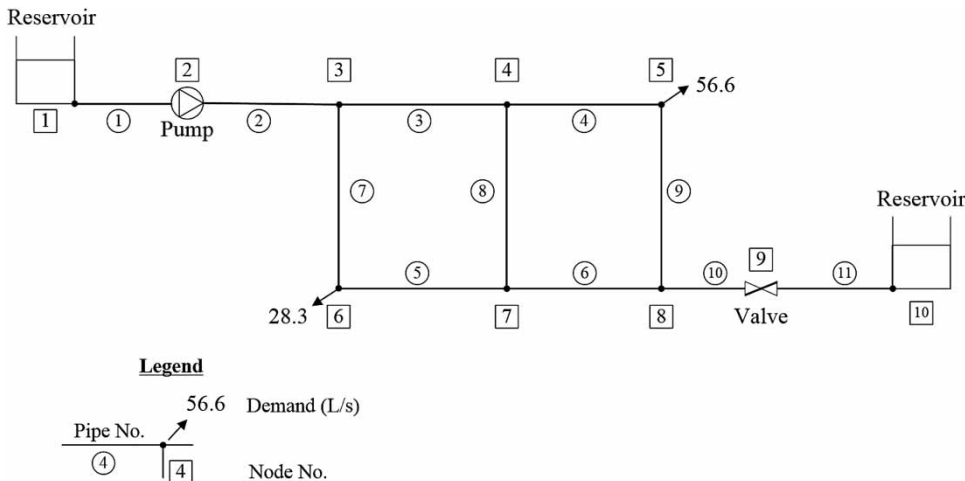 Reservoir
2 3 4 5
56.6
1 1 Pump 2 3 4
7 8 9
Reservoir
5 6 10 9 11
28.3 6 7 8 Valve 10
Legend
56.6 Demand (L/s)
Pipe No.
4 4 Node No.